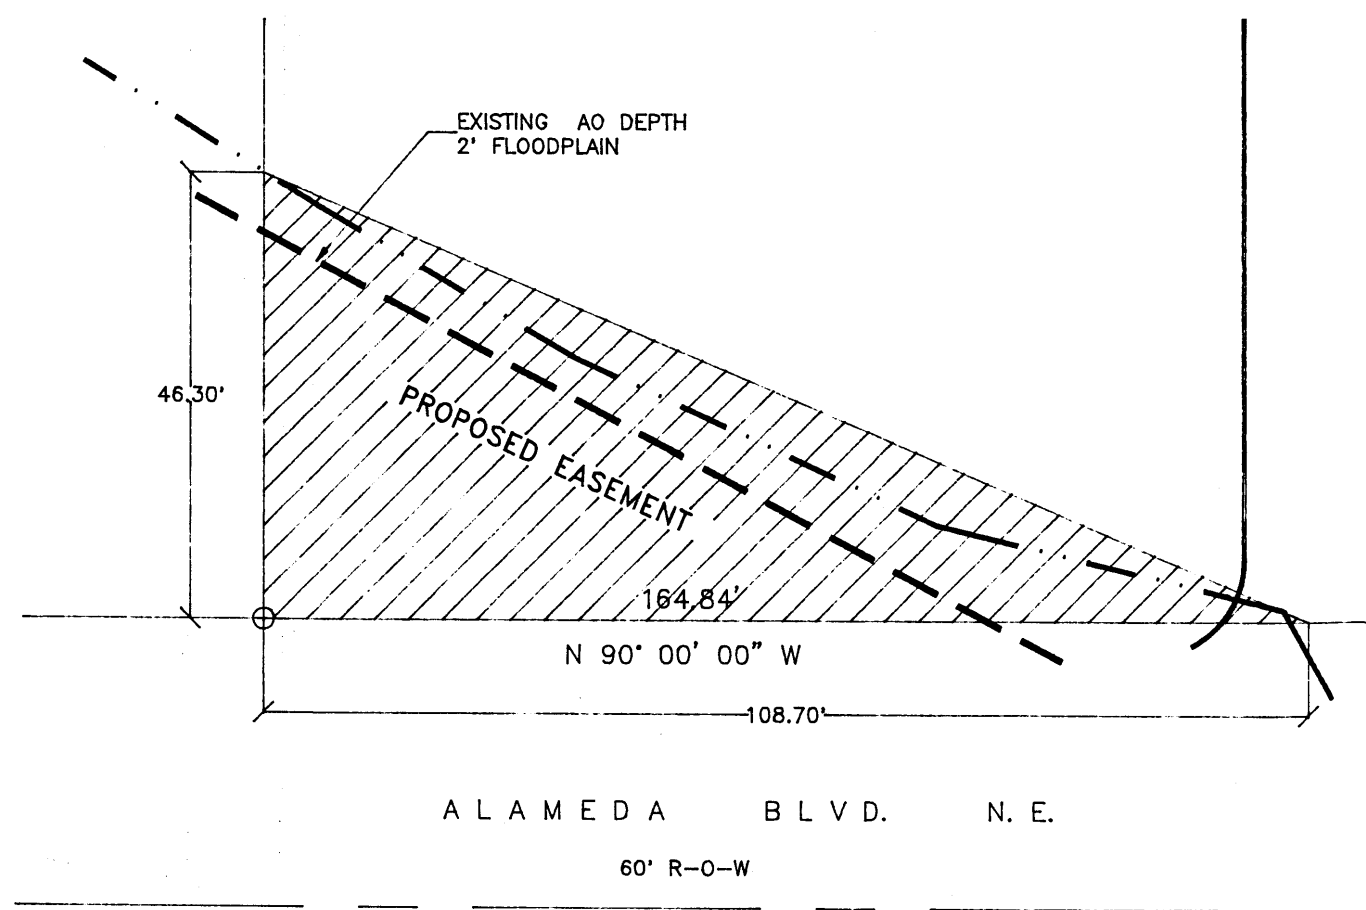 EXISTING AO DEPTH
2' FLOODPLAIN
46.30'
PROPOSED EASEMENT
164.84'
N 90° 00' 00" W
108.70'
ALAMEDA BLVD. N.E.
60' R-O-W